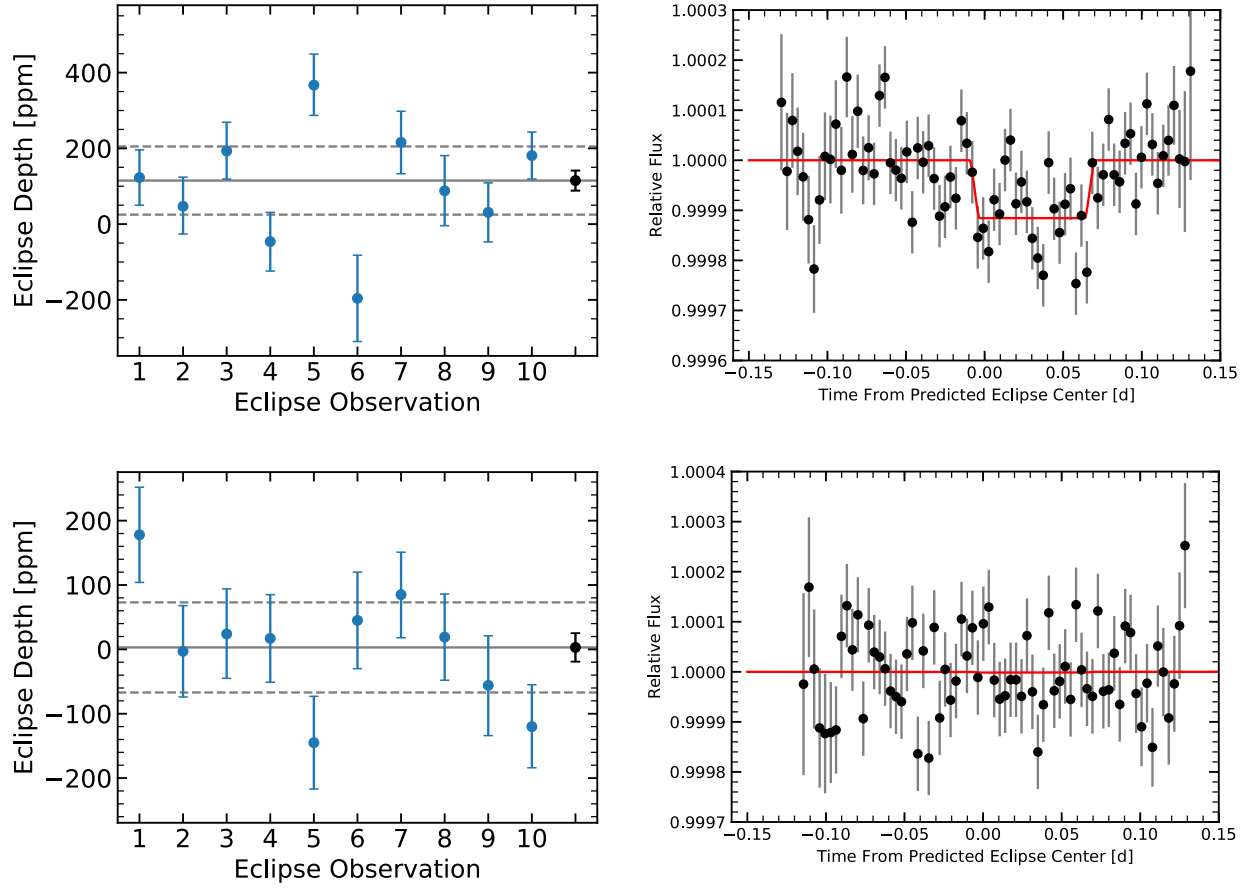 Eclipse Depth [ppm]
400
200
0
−200
1 2 3 4 5 6 7 8 9 10
Eclipse Observation
Relative Flux
1.0003
1.0002
1.0001
1.0000
0.9999
0.9998
0.9997
0.9996
−0.15 −0.10 −0.05 0.00 0.05 0.10 0.15
Time From Predicted Eclipse Center [d]
Eclipse Depth [ppm]
200
100
0
−100
−200
1 2 3 4 5 6 7 8 9 10
Eclipse Observation
Relative Flux
1.0004
1.0003
1.0002
1.0001
1.0000
0.9999
0.9998
0.9997
−0.15 −0.10 −0.05 0.00 0.05 0.10 0.15
Time From Predicted Eclipse Center [d]